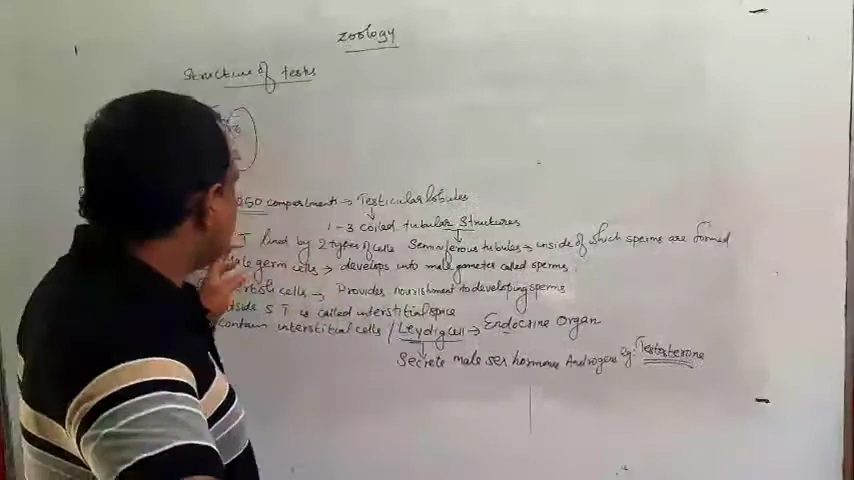 zoology
Structure of testis
250 compartments → Testicular lobules
1-3 coiled tubular Structures
T lined by 2 types of cells Seminiferous tubules → inside of which sperms are formed
Male germ cells → develops into male gametes called sperms
cells → Provides nourishment to developing sperms
S T is called interstitial space
contain interstitial cells / Leydig cell → Endocrine Organ
Secrete male sex hormone Androgens eg: Testosterone